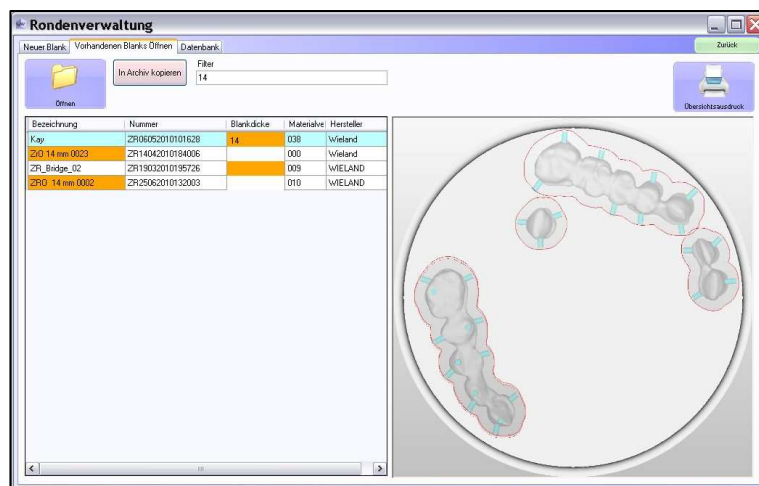 Rondenverwaltung
Neuer Blank Vorhandenen Blanks Öffnen Datenbank Zurück
Filter
In Archiv kopieren 14
Öffnen Übersichtsausdruck
Bezeichnung Nummer Blankdicke Materialve Hersteller
Kay ZR06052010101628 14 038 Wieland
ZrO 14 mm 0023 ZR14042010184006 000 Wieland
ZR_Bridge_02 ZR19032010195726 009 WIELAND
ZRO 14 mm 0002 ZR25062010132003 010 WIELAND